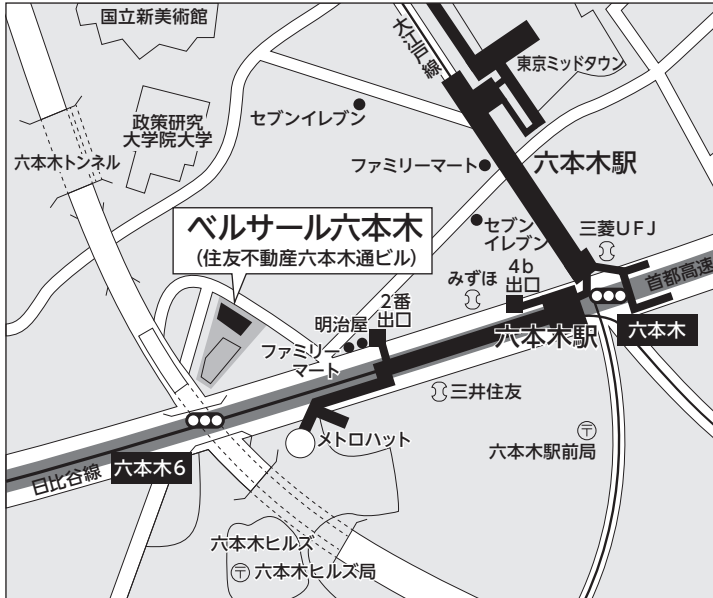 国立新美術館
大江戸線
東京ミッドタウン
政策研究
大学院大学
セブンイレブン
六本木トンネル
ファミリーマート
六本木駅
ベルサール六本木
(住友不動産六本木通ビル)
セブン
イレブン
三菱UFJ
首都高速
みずほ
4b
出口
2番
出口
明治屋
ファミリー
マート
六本木駅
六本木
三井住友
メトロハット
〒
六本木駅前局
六本木6
日比谷線
六本木ヒルズ
〒 六本木ヒルズ局